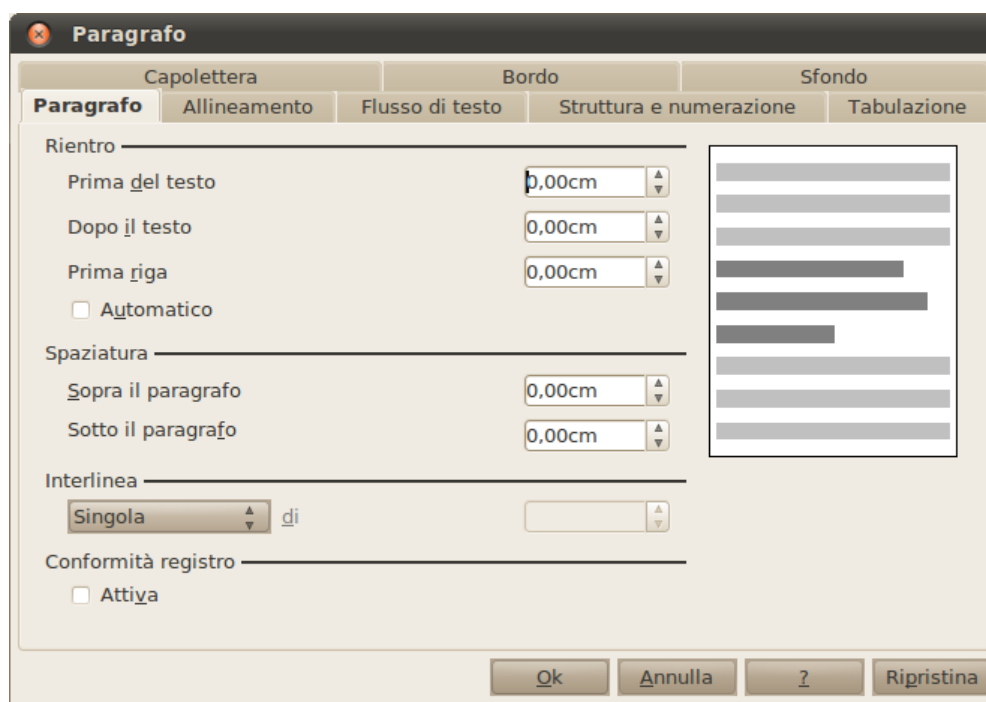 Paragrafo
Capolettera Bordo Sfondo
Paragrafo Allineamento Flusso di testo Struttura e numerazione Tabulazione
Rientro
Prima del testo 0,00cm
Dopo il testo 0,00cm
Prima riga 0,00cm
Automatico
Spaziatura
Sopra il paragrafo 0,00cm
Sotto il paragrafo 0,00cm
Interlinea
Singola di
Conformità registro
Attiva
Ok Annulla ? Ripristina